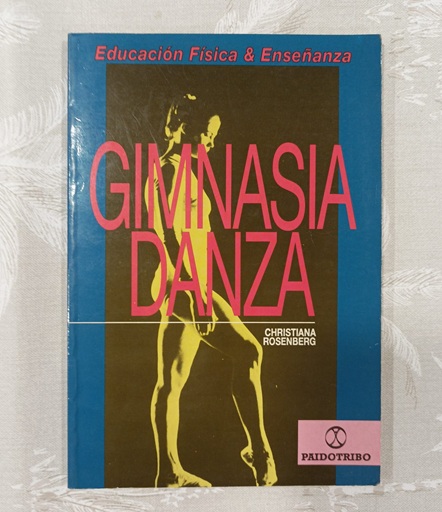 Educación Física & Enseñanza
GIMNASIA
DANZA
CHRISTIANA
ROSENBERG
PAIDOTRIBO